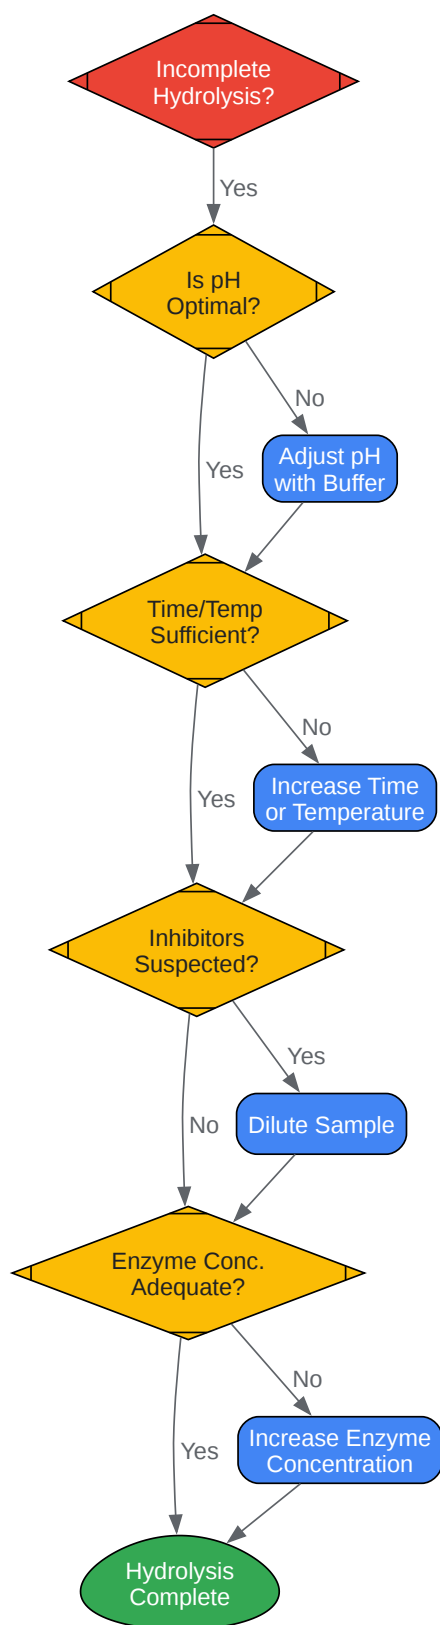 Incomplete
Hydrolysis?
Yes
Is pH
Optimal?
No
Yes
Adjust pH
with Buffer
Time/Temp
Sufficient?
No
Yes
Increase Time
or Temperature
Inhibitors
Suspected?
Yes
No
Dilute Sample
Enzyme Conc.
Adequate?
No
Yes
Increase Enzyme
Concentration
Hydrolysis
Complete